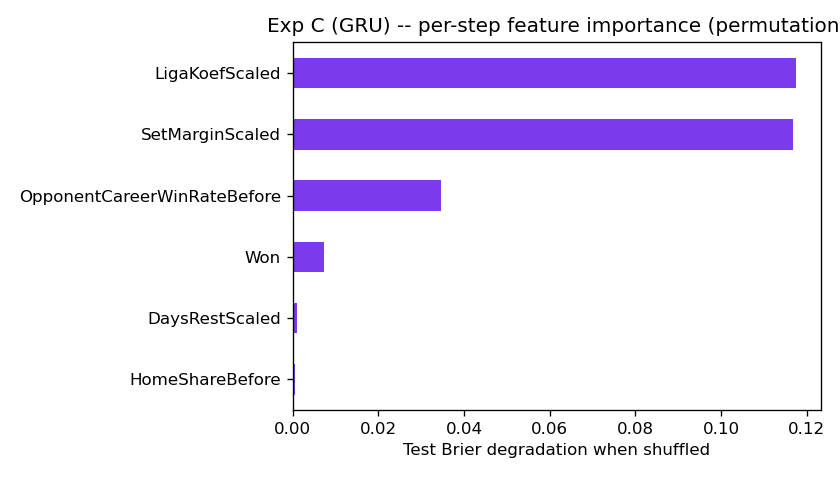 Exp C (GRU) -- per-step feature importance (permutation
LigaKoefScaled
SetMarginScaled
OpponentCareerWinRateBefore
Won
DaysRestScaled
HomeShareBefore
0.00 0.02 0.04 0.06 0.08 0.10 0.12
Test Brier degradation when shuffled